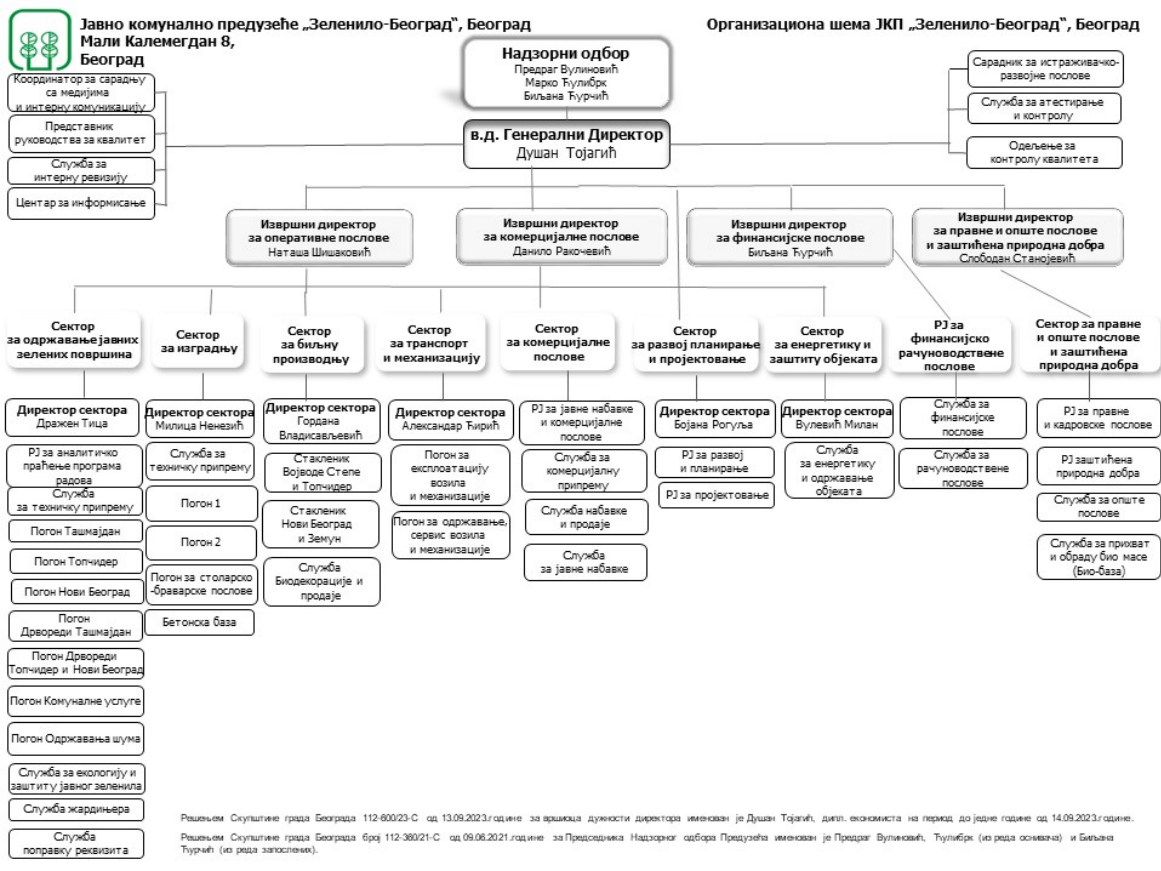 Јавно комунално предузеће „Зеленило-Београд“, Београд
Мали Калемегдан 8,
Београд
Организациона шема ЈКП „Зеленило-Београд“, Београд
Надзорни одбор
Предраг Вулиновић
Марко Ћулибрк
Биљана Ћурчић
в.д. Генерални Директор
Душан Тојагић
Координатор за сарадњу
са медијима
и интерну комуникацију
Представник
руководства за квалитет
Служба за
интерну ревизију
Центар за информисање
Сарадник за истраживачко-
развојне послове
Служба за атестирање
и контролу
Одељење за
контролу квалитета
Извршни директор
за оперативне послове
Наташа Шишаковић
Извршни директор
за комерцијалне послове
Данило Ракочевић
Извршни директор
за финансијске послове
Биљана Ћурчић
Извршни директор
за правне и опште послове
и заштићена природна добра
Слободан Станојевић
Сектор
за одржавање јавних
зелених површина
Директор сектора
Дражен Тица
РЈ за аналитичко
праћење програма
радова
Служба
за техничку припрему
Погон Ташмајдан
Погон Топчидер
Погон Нови Београд
Погон
Дрвореди Ташмајдан
Погон Дрвореди
Топчидер и Нови Београд
Погон Комуналне услуге
Погон Одржавања шума
Служба за екологију и
заштиту јавног зеленила
Служба жардињера
Служба
поправку реквизита
Сектор
за изградњу
Директор сектора
Милица Ненезић
Служба за
техничку припрему
Погон 1
Погон 2
Погон за столарско
-браварске послове
Бетонска база
Сектор
за биљну
производњу
Директор сектора
Гордана
Владисављевић
Стакленик
Војводе Степе
и Топчидер
Стакленик
Нови Београд
и Земун
Служба
Биодекорације и
продаје
Сектор
за транспорт
и механизацију
Директор сектора
Александар Ћирић
Погон за
експлоатацију
возила
и механизације
Погон за одржавање,
сервис возила
и механизације
Сектор
за комерцијалне
послове
РЈ за јавне набавке
и комерцијалне
послове
Служба за
комерцијалну
припрему
Служба набавке
и продаје
Служба
за јавне набавке
Сектор
за развој планирање
и пројектовање
Директор сектора
Бојана Рогуља
РЈ за развој
и планирање
РЈ за пројектовање
Сектор
за енергетику и
заштиту објеката
Директор сектора
Вулевић Милан
Служба
за енергетику
и одржавање
објеката
РЈ за
финансијско
рачуноводствене
послове
Служба за
финансијске
послове
Служба за
рачуноводствене
послове
Сектор за правне
и опште послове
и заштићена
природна добра
РЈ за правне
и кадровске послове
РЈ заштићена
природна добра
Служба за опште
послове
Служба за прихват
и обраду био масе
(Био-база)
Решењем Скупштине града Београда 112-600/23-С од 13.09.2023.године за вршиоца дужности директора именован је Душан Тојагић, дипл. економиста на период до једне године од 14.09.2023.године.
Решењем Скупштине града Београда број 112-360/21-С од 09.06.2021.године за Председника Надзорног одбора Предузећа именован је Предраг Вулиновић, Ћулибрк (из реда оснивача) и Биљана
Ћурчић (из реда запослених).